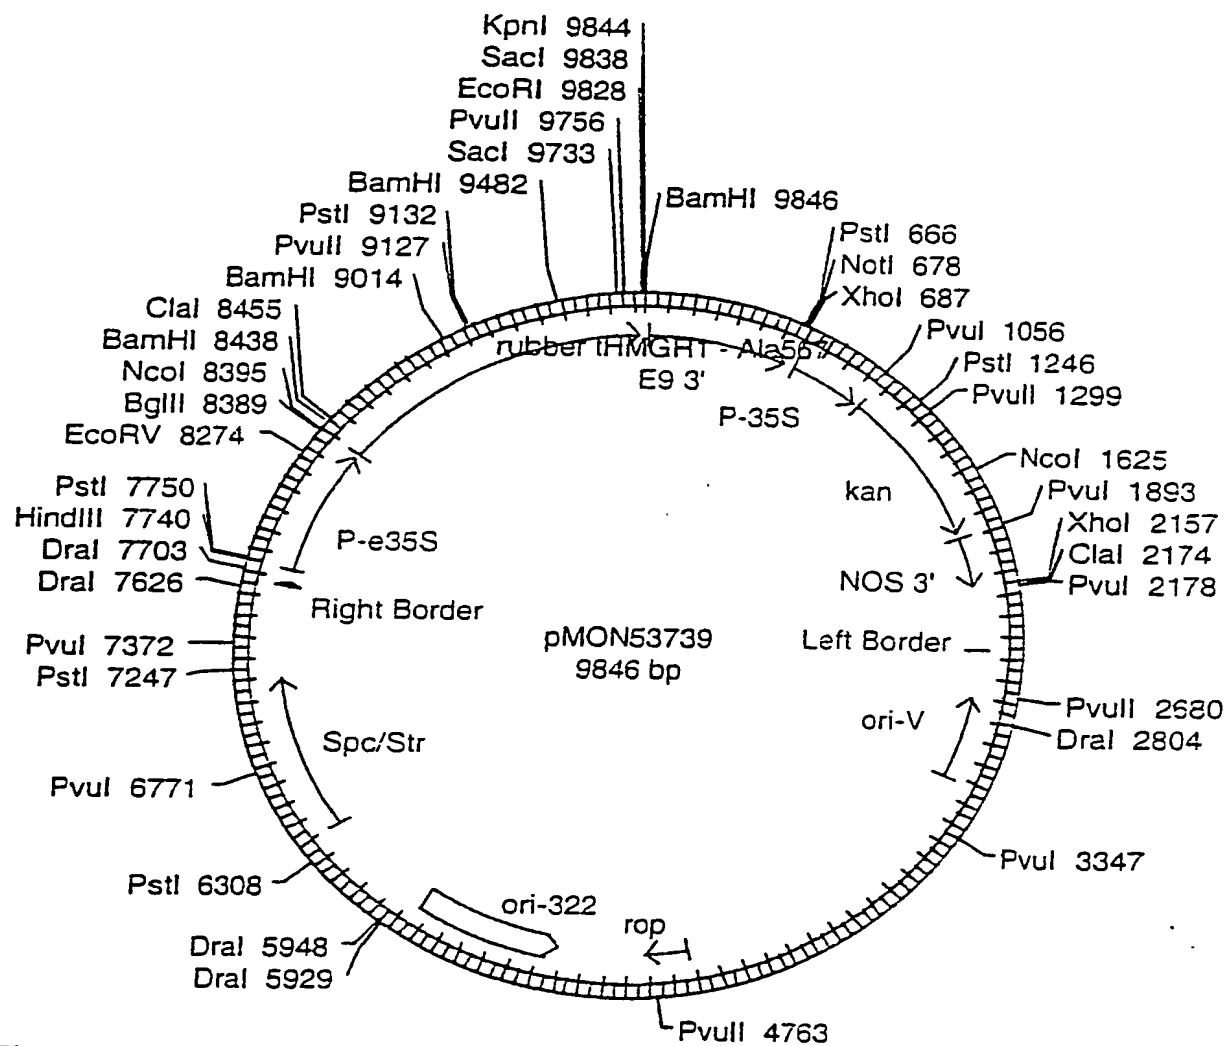 KpnI 9844
SacI 9838
EcoRI 9828
PvuII 9756
SacI 9733
BamHI 9482
PstI 9132
PvuII 9127
BamHI 9014
ClaI 8455
BamHI 8438
NcoI 8395
BglII 8389
EcoRV 8274
PstI 7750
HindIII 7740
DraI 7703
DraI 7626
PvuI 7372
PstI 7247
PvuI 6771
PstI 6308
DraI 5948
DraI 5929
BamHI 9846
PstI 666
NotI 678
XhoI 687
PvuI 1056
PstI 1246
PvuII 1299
NcoI 1625
PvuI 1893
XhoI 2157
ClaI 2174
PvuI 2178
PvuII 2680
DraI 2804
PvuI 3347
PvuII 4763
rubber tHMGR1 - Ala567
E9 3'
P-35S
kan
NOS 3'
Left Border
ori-V
rop
ori-322
Spc/Str
Right Border
P-e35S
pMON53739
9846 bp